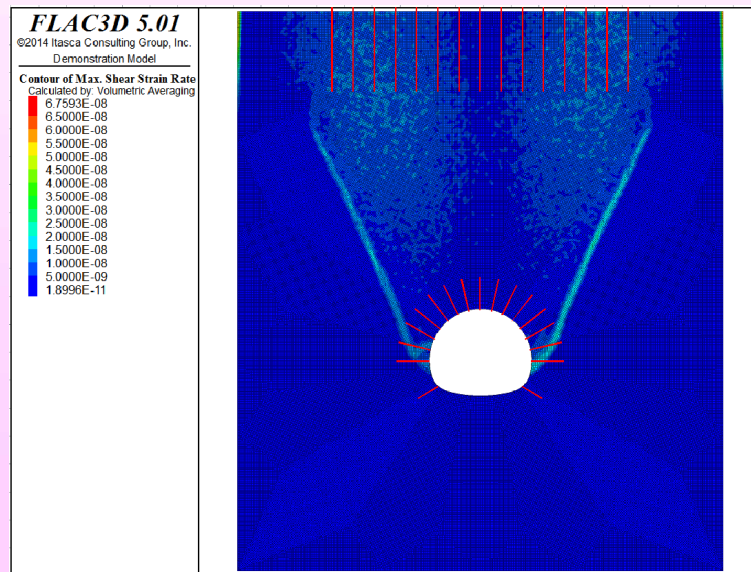 FLAC3D 5.01
©2014 Itasca Consulting Group, Inc.
Demonstration Model
Contour of Max. Shear Strain Rate
Calculated by: Volumetric Averaging
6.7593E-08
6.5000E-08
6.0000E-08
5.5000E-08
5.0000E-08
4.5000E-08
4.0000E-08
3.5000E-08
3.0000E-08
2.5000E-08
2.0000E-08
1.5000E-08
1.0000E-08
5.0000E-09
1.8996E-11